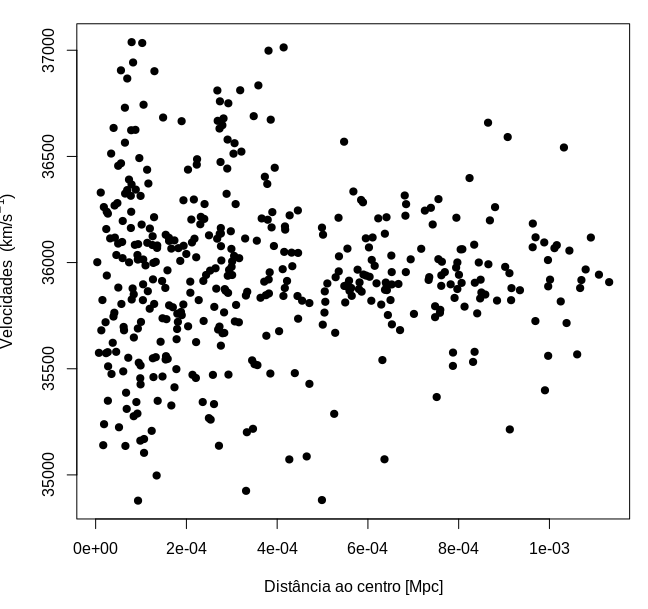 37000
36500
36000
35500
35000
Velocidades (km/s⁻¹)
0e+00 2e-04 4e-04 6e-04 8e-04 1e-03
Distância ao centro [Mpc]